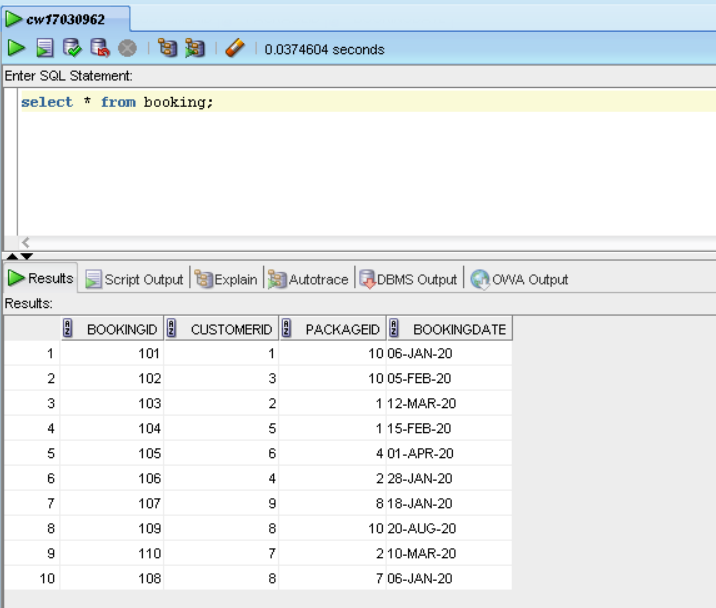 cw17030962
0.0374604 seconds
Enter SQL Statement:
select * from booking;
Results Script Output Explain Autotrace DBMS Output OWA Output
Results:
BOOKINGID CUSTOMERID PACKAGEID BOOKINGDATE
1 101 1 10 06-JAN-20
2 102 3 10 05-FEB-20
3 103 2 1 12-MAR-20
4 104 5 1 15-FEB-20
5 105 6 4 01-APR-20
6 106 4 2 28-JAN-20
7 107 9 8 18-JAN-20
8 109 8 10 20-AUG-20
9 110 7 2 10-MAR-20
10 108 8 7 06-JAN-20